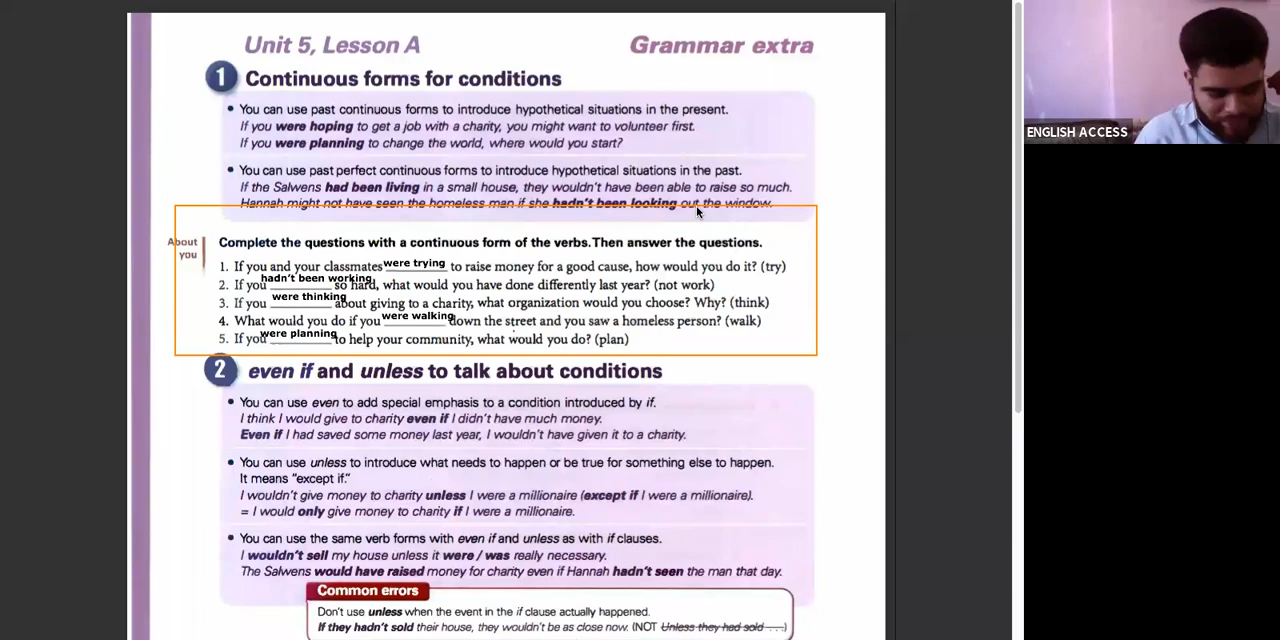 Unit 5, Lesson A Grammar extra
1 Continuous forms for conditions
• You can use past continuous forms to introduce hypothetical situations in the present.
If you were hoping to get a job with a charity, you might want to volunteer first.
If you were planning to change the world, where would you start?
• You can use past perfect continuous forms to introduce hypothetical situations in the past.
If the Salwens had been living in a small house, they wouldn't have been able to raise so much.
Hannah might not have seen the homeless man if she hadn't been looking out the window.
About you
Complete the questions with a continuous form of the verbs. Then answer the questions.
1. If you and your classmates were trying to raise money for a good cause, how would you do it? (try)
2. If you hadn't been working so hard, what would you have done differently last year? (not work)
3. If you were thinking about giving to a charity, what organization would you choose? Why? (think)
4. What would you do if you were walking down the street and you saw a homeless person? (walk)
5. If you were planning to help your community, what would you do? (plan)
2 even if and unless to talk about conditions
• You can use even to add special emphasis to a condition introduced by if.
I think I would give to charity even if I didn't have much money.
Even if I had saved some money last year, I wouldn't have given it to a charity.
• You can use unless to introduce what needs to happen or be true for something else to happen.
It means "except if."
I wouldn't give money to charity unless I were a millionaire (except if I were a millionaire).
= I would only give money to charity if I were a millionaire.
• You can use the same verb forms with even if and unless as with if clauses.
I wouldn't sell my house unless it were / was really necessary.
The Salwens would have raised money for charity even if Hannah hadn't seen the man that day.
Common errors
Don't use unless when the event in the if clause actually happened.
If they hadn't sold their house, they wouldn't be as close now. (NOT Unless they had sold . . .)
ENGLISH ACCESS